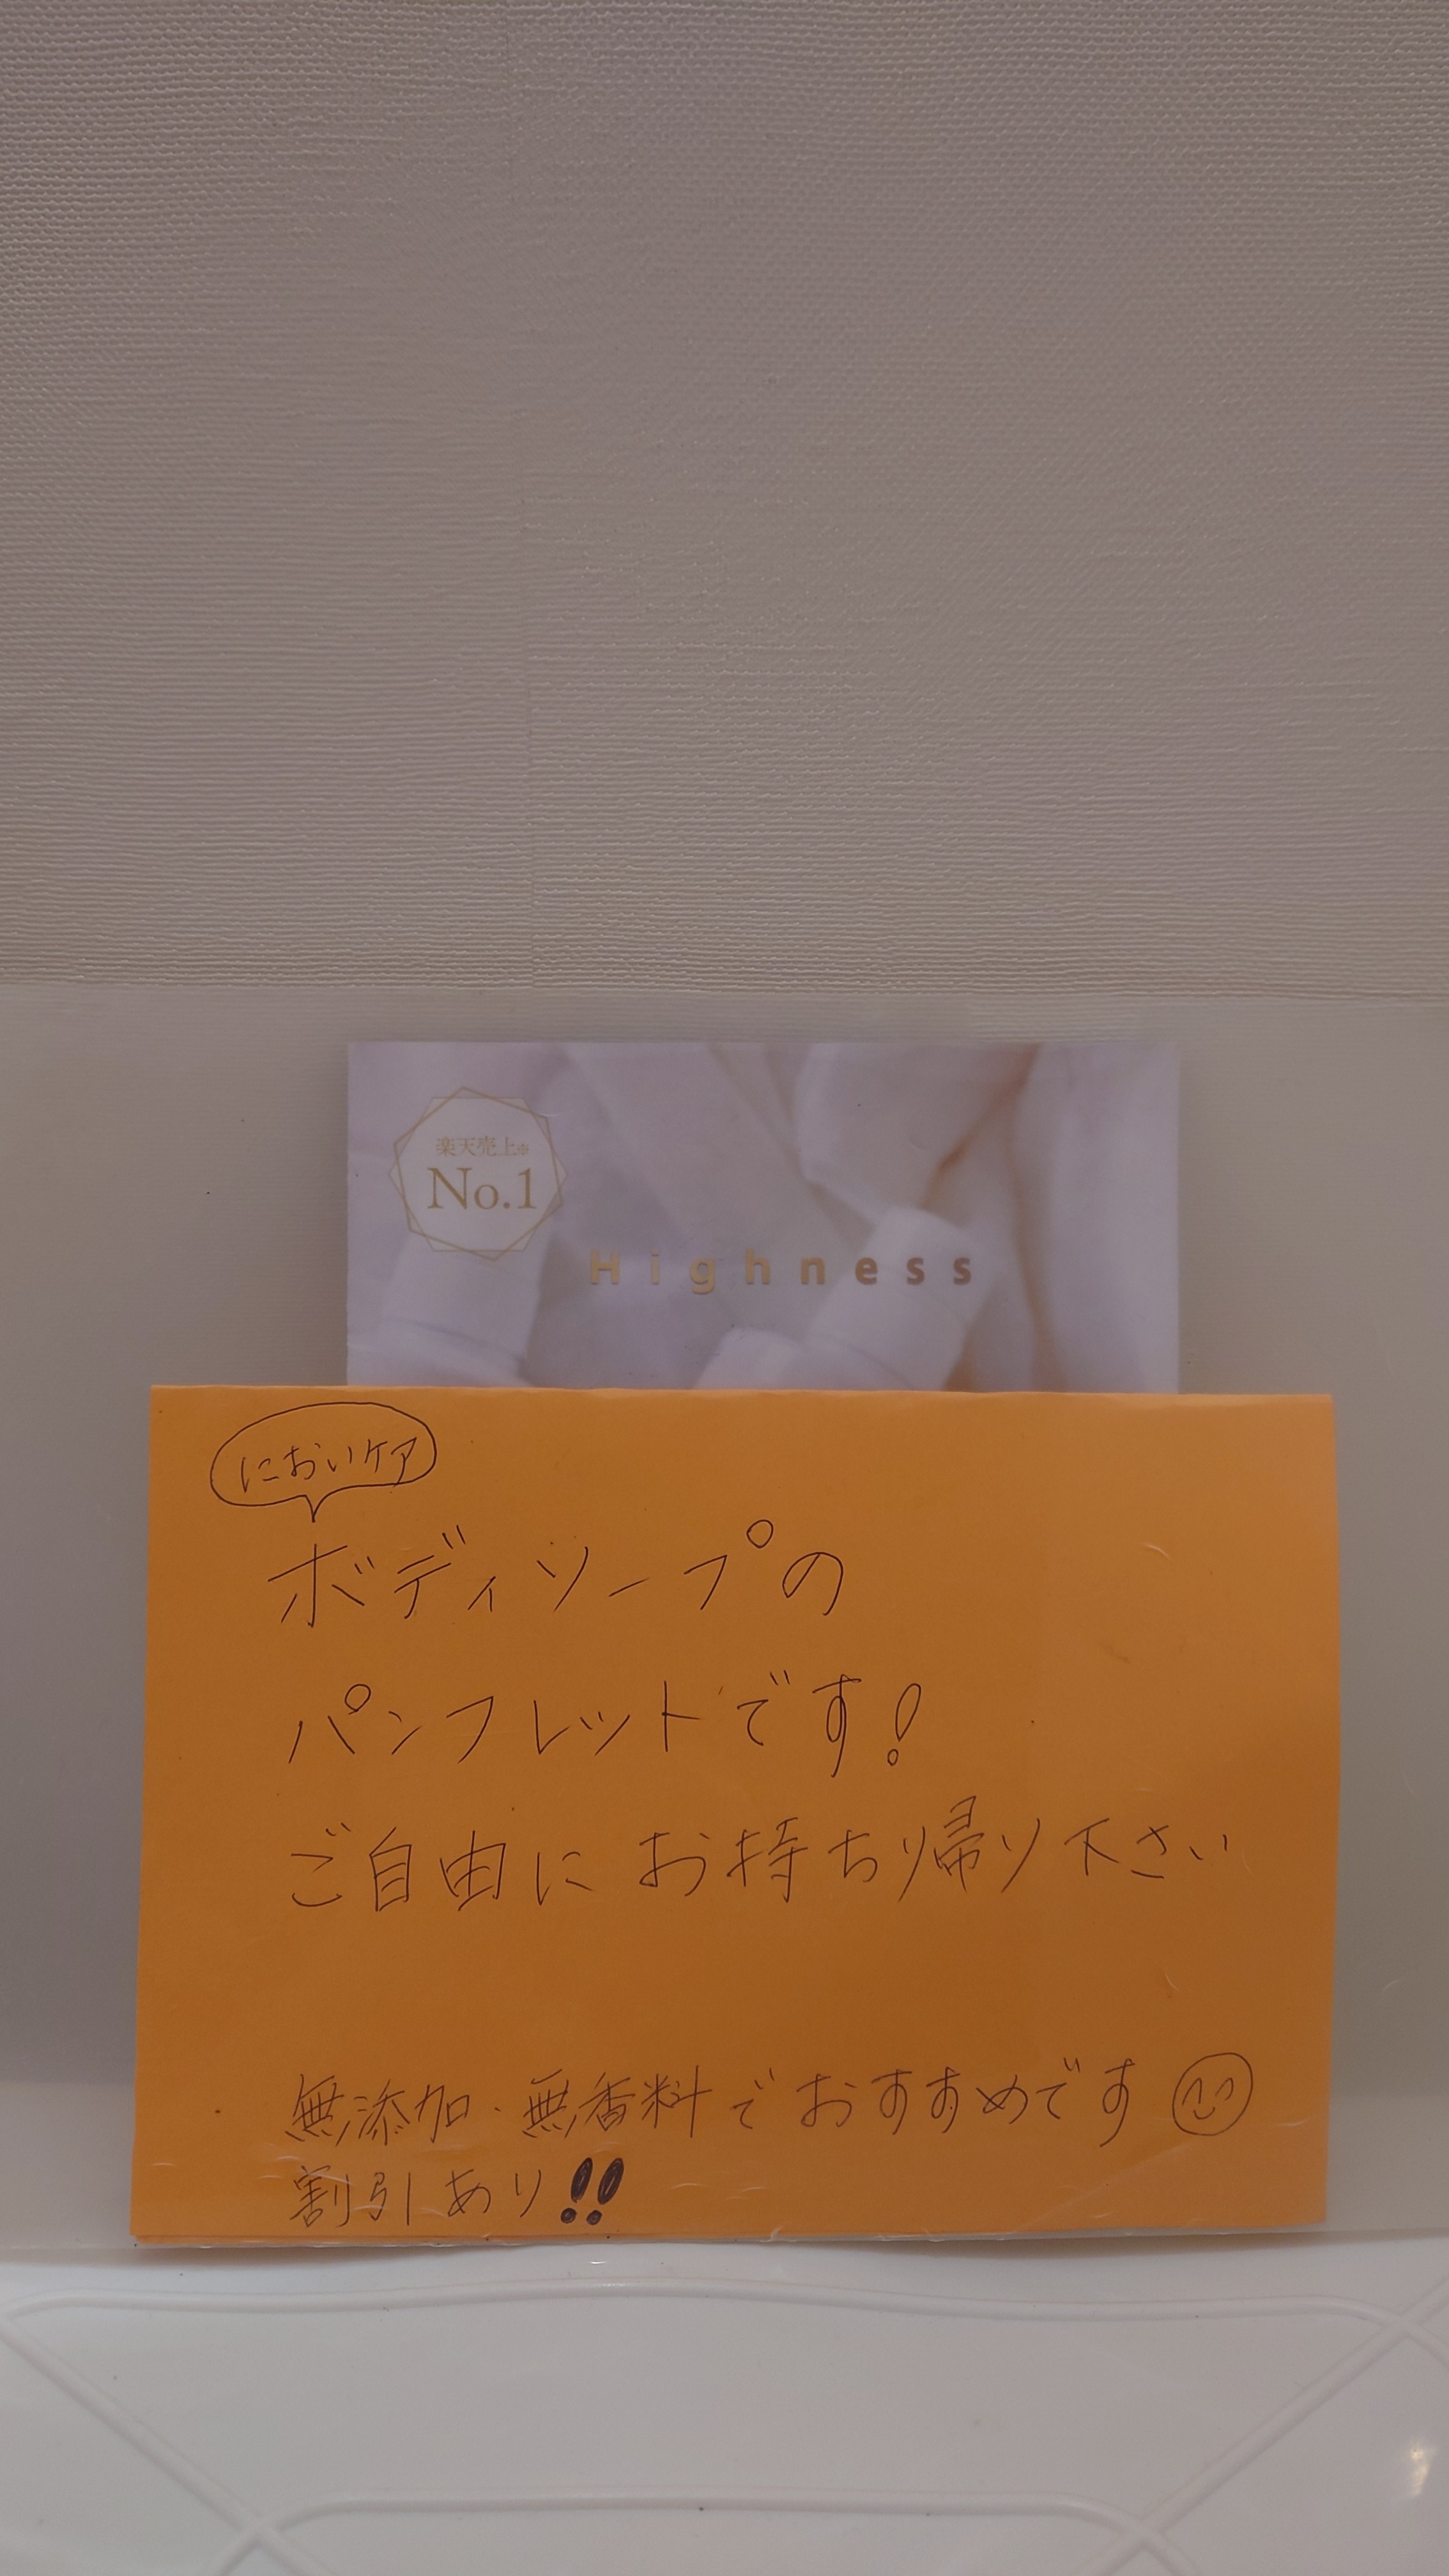 楽天売上※
No.1
Highness
においケア
ボディソープの
パンフレットです!
ご自由にお持ち帰り下さい
無添加・無香料でおすすめです
割引あり!!